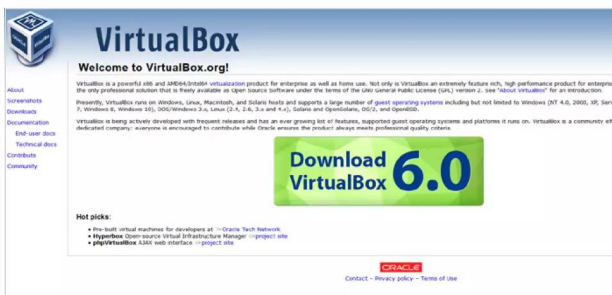 VirtualBox
Welcome to VirtualBox.org!
VirtualBox is a powerful x86 and AMD64/Intel64 virtualization product for enterprise as well as home use. Not only is VirtualBox an extremely feature rich, high performance product for enterpris
the only professional solution that is freely available as Open Source Software under the terms of the GNU General Public License (GPL) version 2. See "About VirtualBox" for an introduction.
Presently, VirtualBox runs on Windows, Linux, Macintosh, and Solaris hosts and supports a large number of guest operating systems including but not limited to Windows (NT 4.0, 2000, XP, Ser
7, Windows 8, Windows 10), DOS/Windows 3.x, Linux (2.4, 2.6, 3.x and 4.x), Solaris and OpenSolaris, OS/2, and OpenBSD.
VirtualBox is being actively developed with frequent releases and has an ever growing list of features, supported guest operating systems and platforms it runs on. VirtualBox is a community eff
dedicated company: everyone is encouraged to contribute while Oracle ensures the product always meets professional quality criteria.
About
Screenshots
Downloads
Documentation
End-user docs
Technical docs
Contribute
Community
Download
VirtualBox 6.0
Hot picks:
• Pre-built virtual machines for developers at Oracle Tech Network
• Hyperbox Open-source Virtual Infrastructure Manager project site
• phpVirtualBox AJAX web interface project site
ORACLE
Contact – Privacy policy – Terms of Use